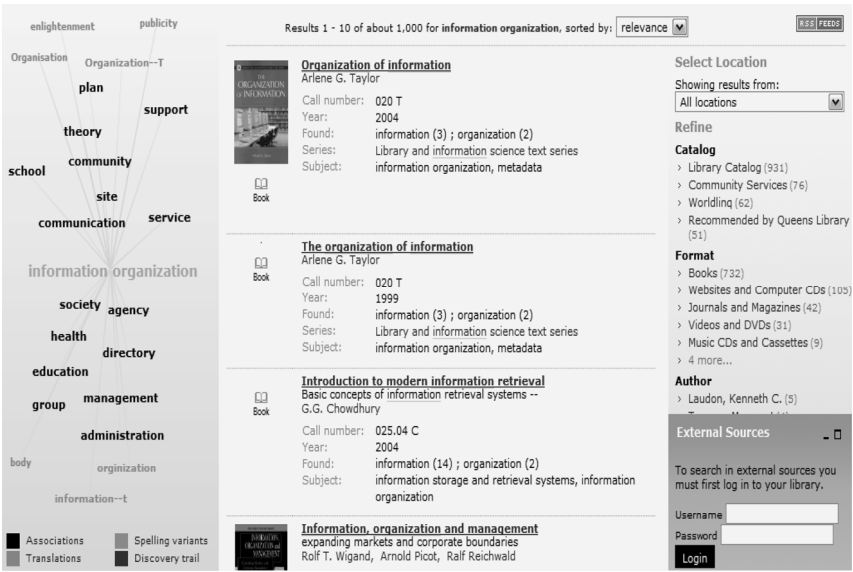 enlightenment
publicity
Organisation
Organization--T
plan
support
theory
community
school
site
communication
service
information organization
society
agency
health
directory
education
group
management
administration
body
orginization
information--t
Associations
Spelling variants
Translations
Discovery trail
Results 1 - 10 of about 1,000 for information organization, sorted by: relevance
RSS FEEDS
THE
ORGANIZATION
OF INFORMATION
Book
Organization of information
Arlene G. Taylor
Call number: 020 T
Year: 2004
Found: information (3) ; organization (2)
Series: Library and information science text series
Subject: information organization, metadata
Book
The organization of information
Arlene G. Taylor
Call number: 020 T
Year: 1999
Found: information (3) ; organization (2)
Series: Library and information science text series
Subject: information organization, metadata
Book
Introduction to modern information retrieval
Basic concepts of information retrieval systems --
G.G. Chowdhury
Call number: 025.04 C
Year: 2004
Found: information (14) ; organization (2)
Subject: information storage and retrieval systems, information
organization
INFORMATION,
ORGANIZATION and
MANAGEMENT
Information, organization and management
expanding markets and corporate boundaries
Rolf T. Wigand, Arnold Picot, Ralf Reichwald
Select Location
Showing results from:
All locations
Refine
Catalog
› Library Catalog (931)
› Community Services (76)
› Worldlinq (62)
› Recommended by Queens Library
(51)
Format
› Books (732)
› Websites and Computer CDs (105)
› Journals and Magazines (42)
› Videos and DVDs (31)
› Music CDs and Cassettes (9)
› 4 more...
Author
› Laudon, Kenneth C. (5)
External Sources
To search in external sources you
must first log in to your library.
Username
Password
Login